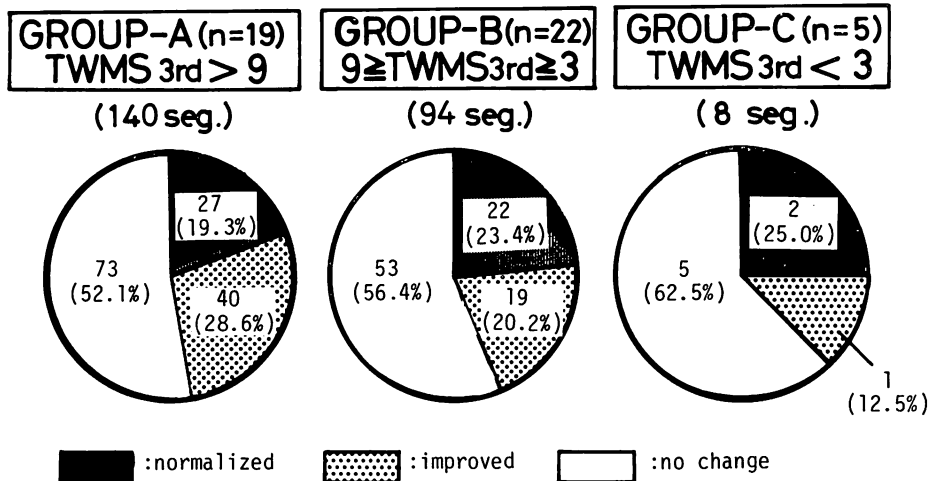 GROUP-A (n=19)
TWMS 3rd > 9
(140 seg.)
27
(19.3%)
73
(52.1%)
40
(28.6%)
GROUP-B (n=22)
9≧TWMS3rd≧3
(94 seg.)
22
(23.4%)
53
(56.4%)
19
(20.2%)
GROUP-C (n=5)
TWMS 3rd < 3
(8 seg.)
2
(25.0%)
5
(62.5%)
1
(12.5%)
:normalized
:improved
:no change